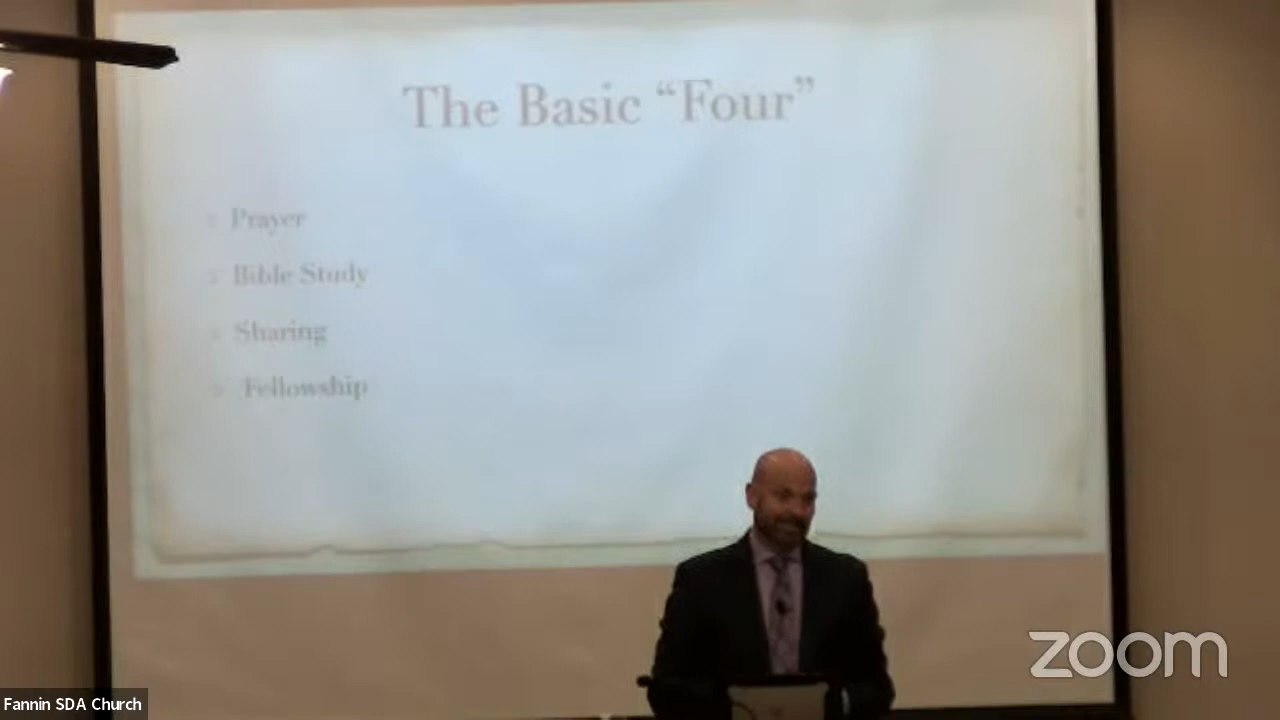 The Basic “Four”
Prayer
Bible Study
Sharing
Fellowship
zoom
Fannin SDA Church